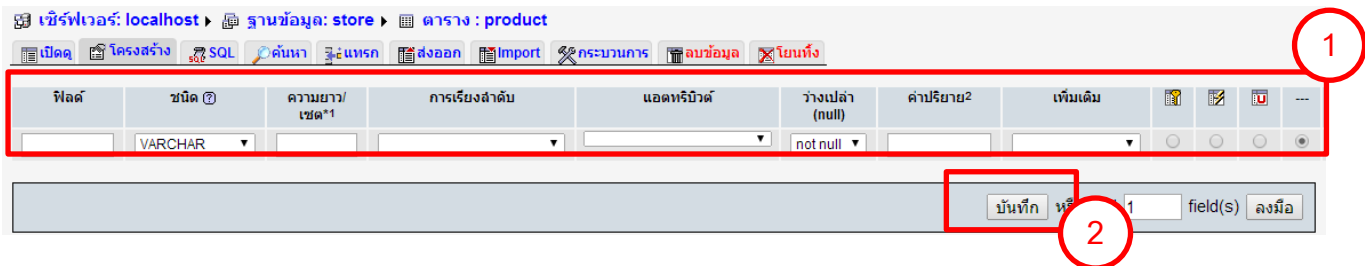 เซิร์ฟเวอร์: localhost ▸ ฐานข้อมูล: store ▸ ตาราง : product
เปิดดู โครงสร้าง SQL ค้นหา แทรก ส่งออก Import กระบวนการ ลบข้อมูล โยนทิ้ง
1
ฟิลด์ ชนิด ความยาว/เซต*1 การเรียงลำดับ แอตทริบิวต์ ว่างเปล่า (null) ค่าปริยาย2 เพิ่มเติม ---
VARCHAR not null
บันทึก 1 field(s) ลงมือ
2